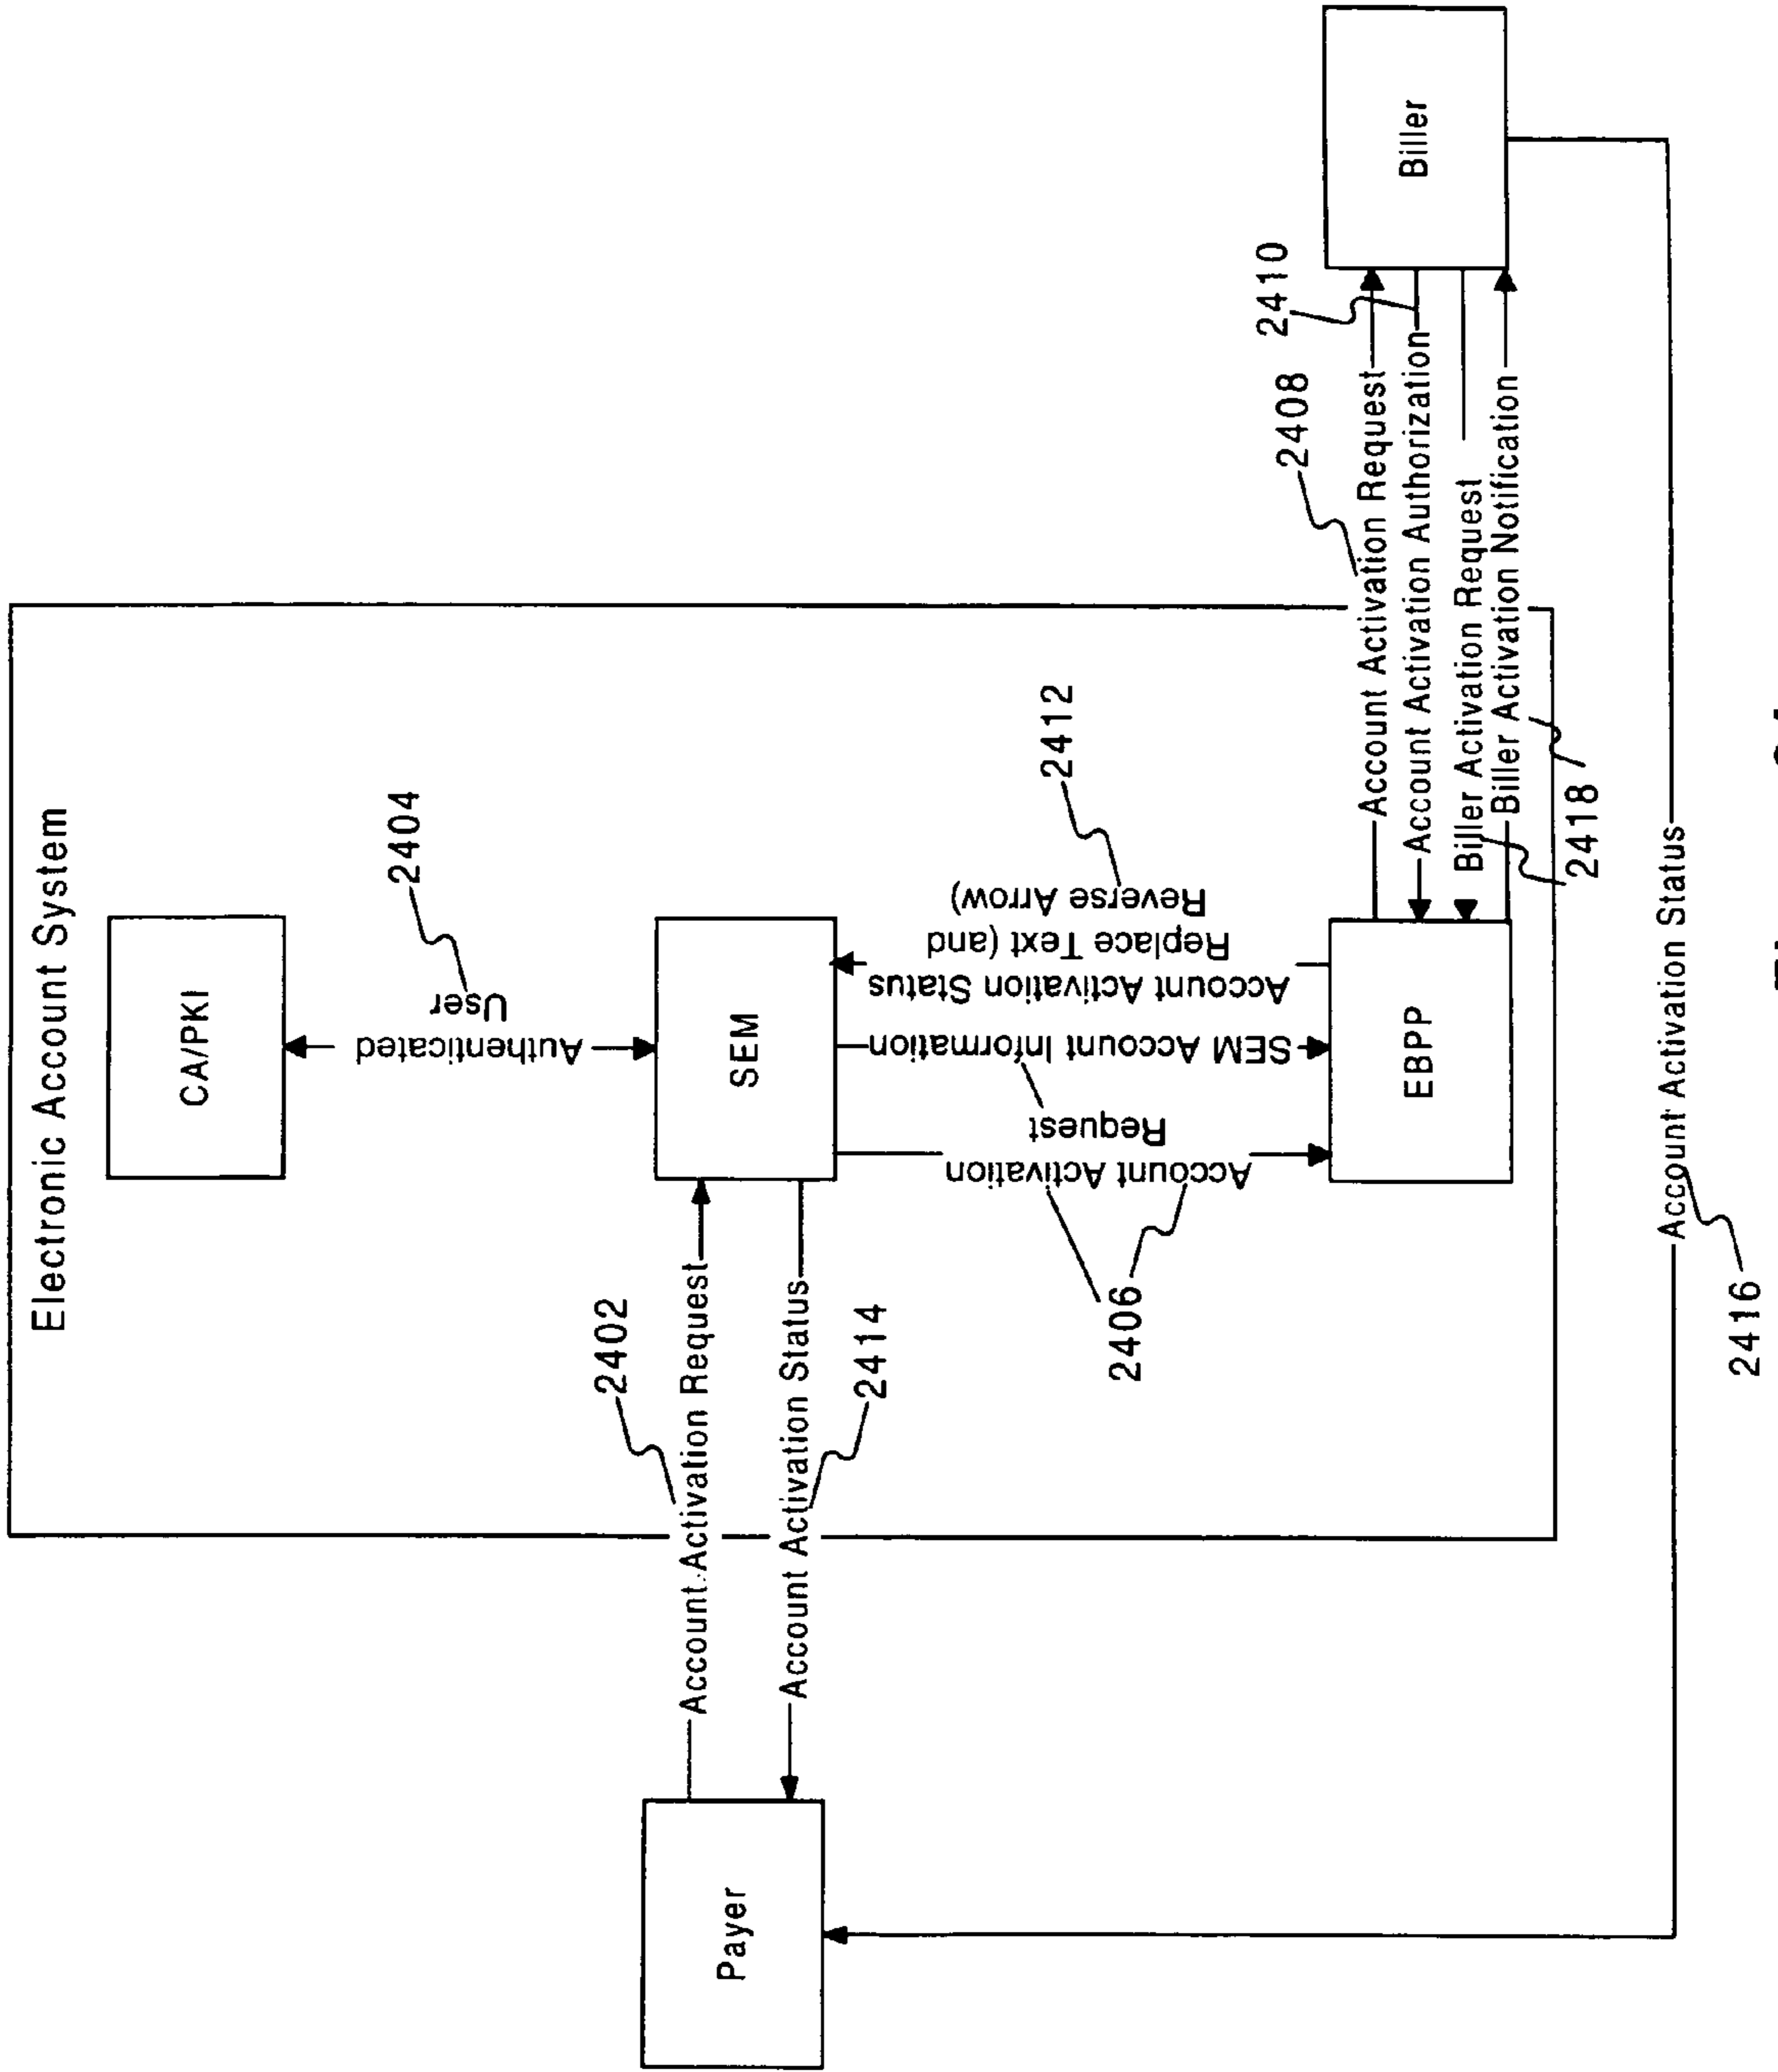 Electronic Account System
CA/PKI
2404
Authenticated
User
SEM
2402
Account Activation Request
Account Activation Status
2414
Payer
2406
Account Activation
Request
SEM Account Information
Account Activation Status
Replace Text (and
Reverse Arrow)
2412
EBPP
2408
2410
Account Activation Request
Account Activation Authorization
Biller Activation Request
Biller Activation Notification
2418
Biller
Account Activation Status
2416